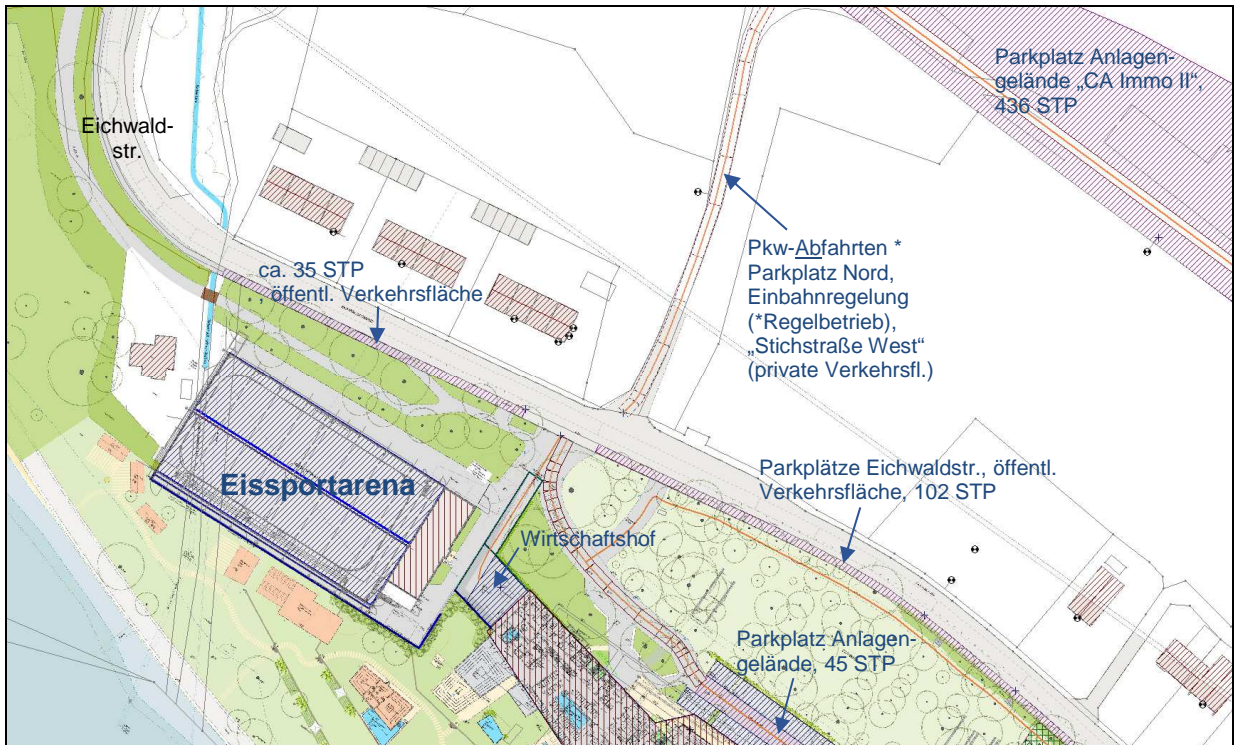 Parkplatz Anlagen-
gelände „CA Immo II“,
436 STP
Eichwald-
str.
Pkw-Abfahrten *
Parkplatz Nord,
Einbahnregelung
(*Regelbetrieb),
„Stichstraße West“
(private Verkehrsfl.)
ca. 35 STP
, öffentl. Verkehrsfläche
Parkplätze Eichwaldstr., öffentl.
Verkehrsfläche, 102 STP
Eissportarena
Wirtschaftshof
Parkplatz Anlagen-
gelände, 45 STP